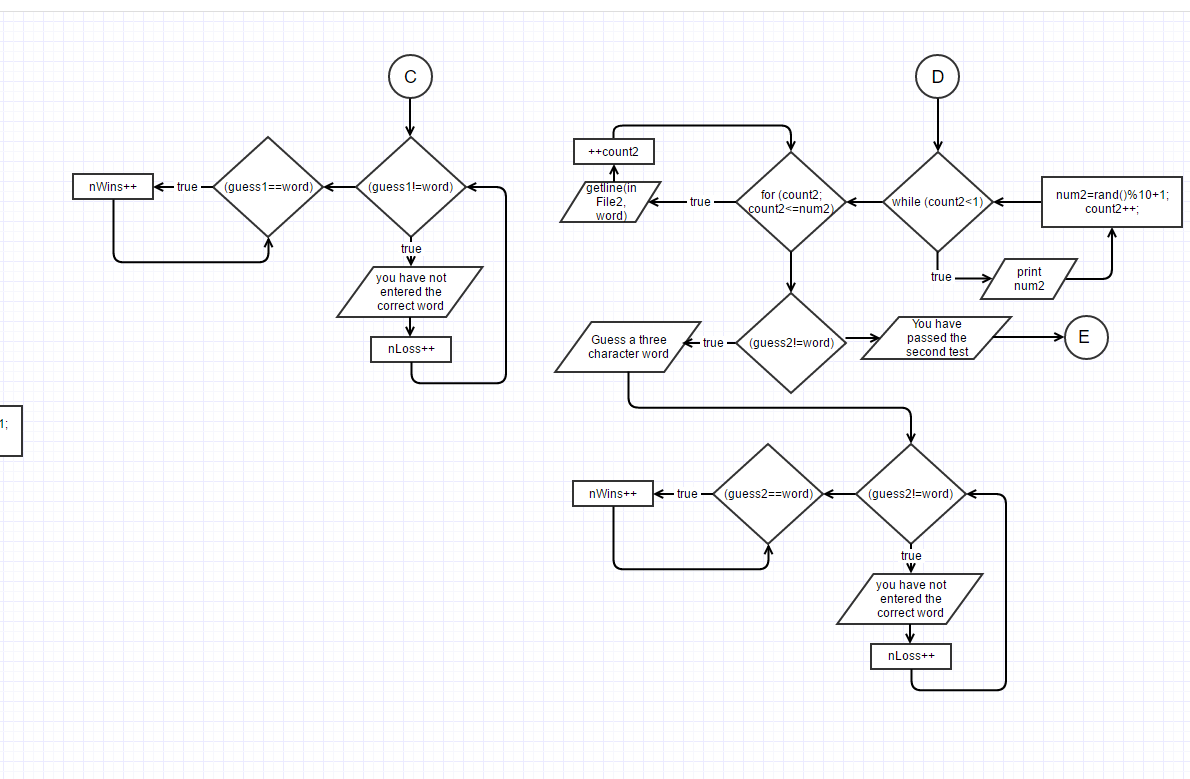 C
(guess1!=word)
(guess1==word)
true
nWins++
true
you have not
entered the
correct word
nLoss++
1;
D
while (count2<1)
true
print
num2
num2=rand()%10+1;
count2++;
for (count2;
count2<=num2)
true
getline(in
File2,
word)
++count2
(guess2!=word)
You have
passed the
second test
E
true
Guess a three
character word
(guess2!=word)
(guess2==word)
true
nWins++
true
you have not
entered the
correct word
nLoss++